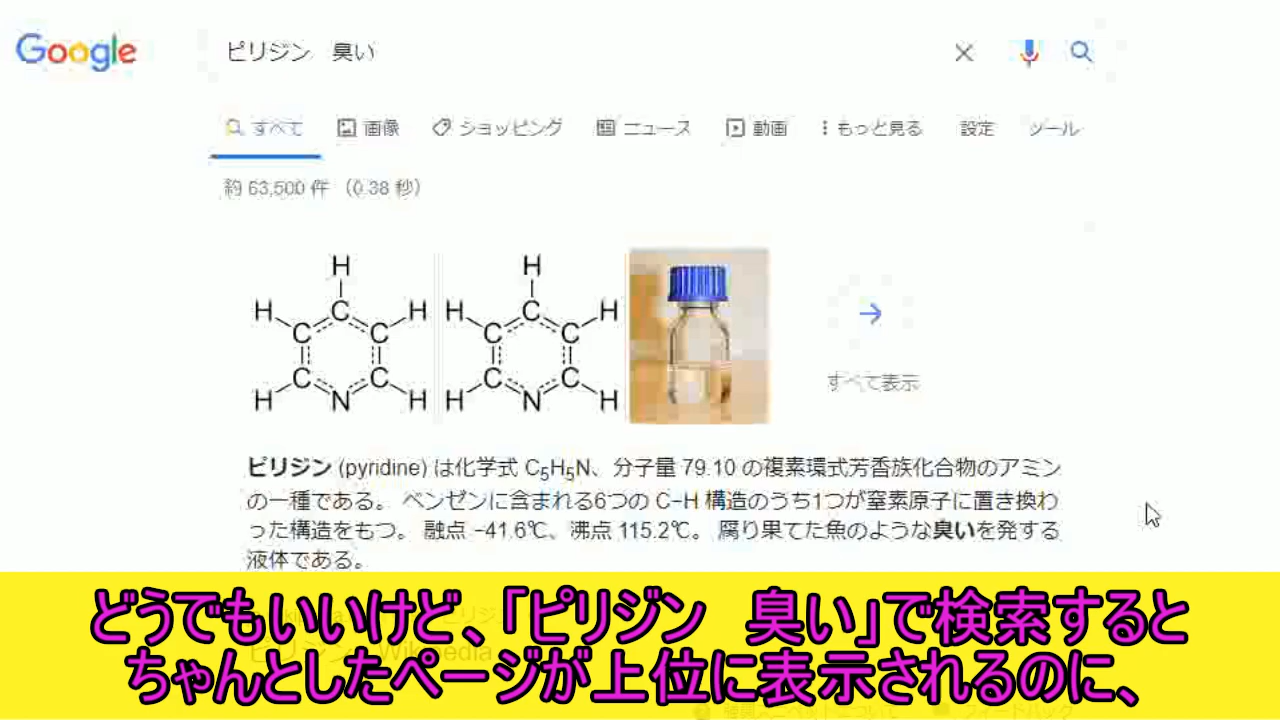 Google
ピリジン 臭い
すべて 画像 ショッピング ニュース 動画 もっと見る 設定 ツール
約 63,500 件 (0.38 秒)
H H
H C H H C H
C C C C
C C C C
H N H H N H
すべて表示
ピリジン (pyridine) は化学式 C5H5N、分子量 79.10 の複素環式芳香族化合物のアミン
の一種である。 ベンゼンに含まれる6つの C−H 構造のうち1つが窒素原子に置き換わ
った構造をもつ。 融点 −41.6℃、沸点 115.2℃。 腐り果てた魚のような臭いを発する
液体である。
どうでもいいけど、「ピリジン 臭い」で検索すると
ちゃんとしたページが上位に表示されるのに、